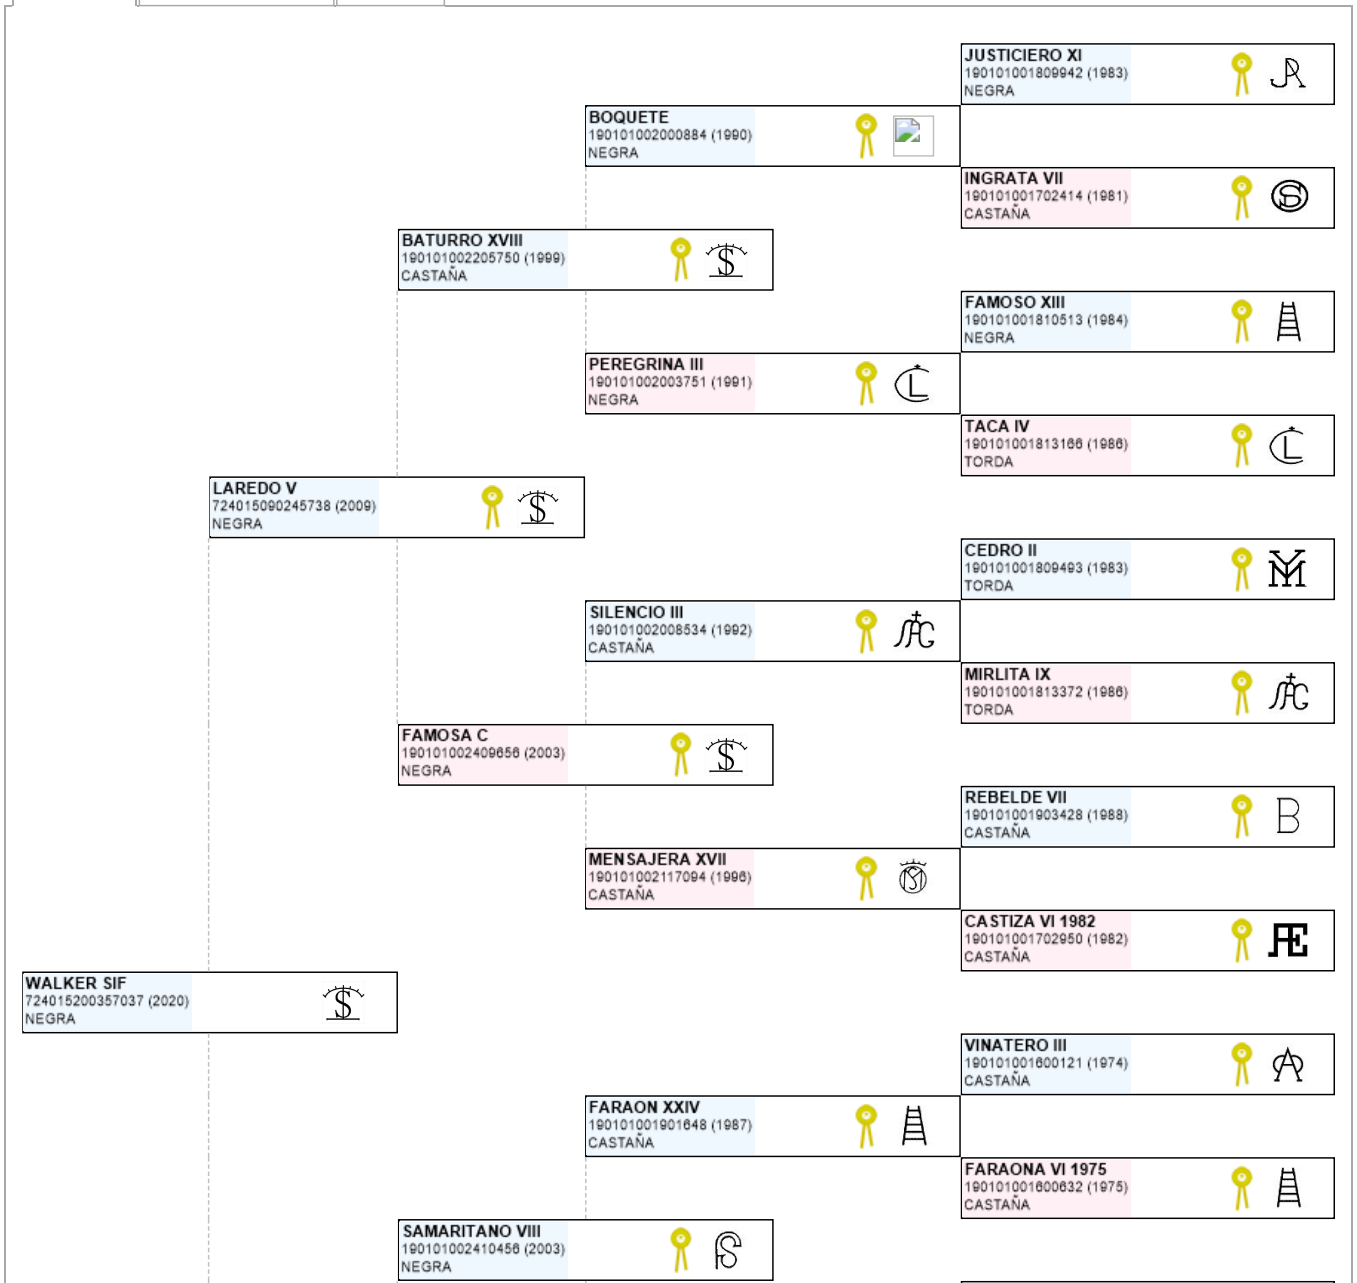 JUSTICIERO XI
190101001809942 (1983)
NEGRA
BOQUETE
190101002000884 (1990)
NEGRA
INGRATA VII
190101001702414 (1981)
CASTAÑA
BATURRO XVIII
190101002205750 (1999)
CASTAÑA
FAMOSO XIII
190101001810513 (1984)
NEGRA
PEREGRINA III
190101002003751 (1991)
NEGRA
TACA IV
190101001813166 (1986)
TORDA
LAREDO V
724015090245738 (2009)
NEGRA
CEDRO II
190101001809493 (1983)
TORDA
SILENCIO III
190101002008534 (1992)
CASTAÑA
MIRLITA IX
190101001813372 (1986)
TORDA
FAMOSA C
190101002409656 (2003)
NEGRA
REBELDE VII
190101001903428 (1988)
CASTAÑA
MENSAJERA XVII
190101002117094 (1996)
CASTAÑA
CASTIZA VI 1982
190101001702950 (1982)
CASTAÑA
WALKER SIF
724015200357037 (2020)
NEGRA
VINATERO III
190101001600121 (1974)
CASTAÑA
FARAON XXIV
190101001901648 (1987)
CASTAÑA
FARAONA VI 1975
190101001600632 (1975)
CASTAÑA
SAMARITANO VIII
190101002410456 (2003)
NEGRA